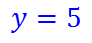 y = 5